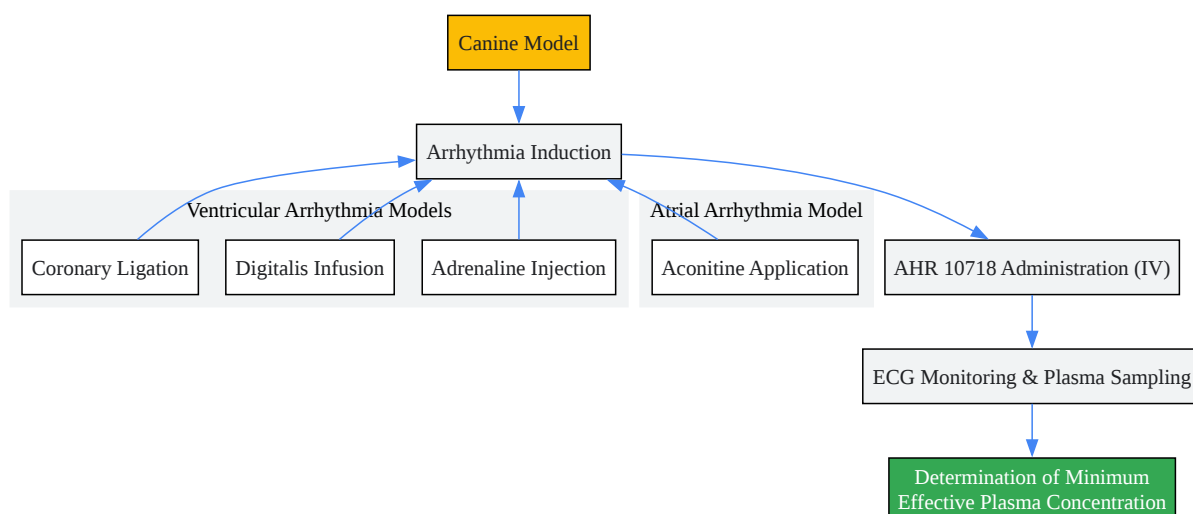 Canine Model
Arrhythmia Induction
Ventricular Arrhythmia Models
Atrial Arrhythmia Model
Coronary Ligation
Digitalis Infusion
Adrenaline Injection
Aconitine Application
AHR 10718 Administration (IV)
ECG Monitoring & Plasma Sampling
Determination of Minimum
Effective Plasma Concentration